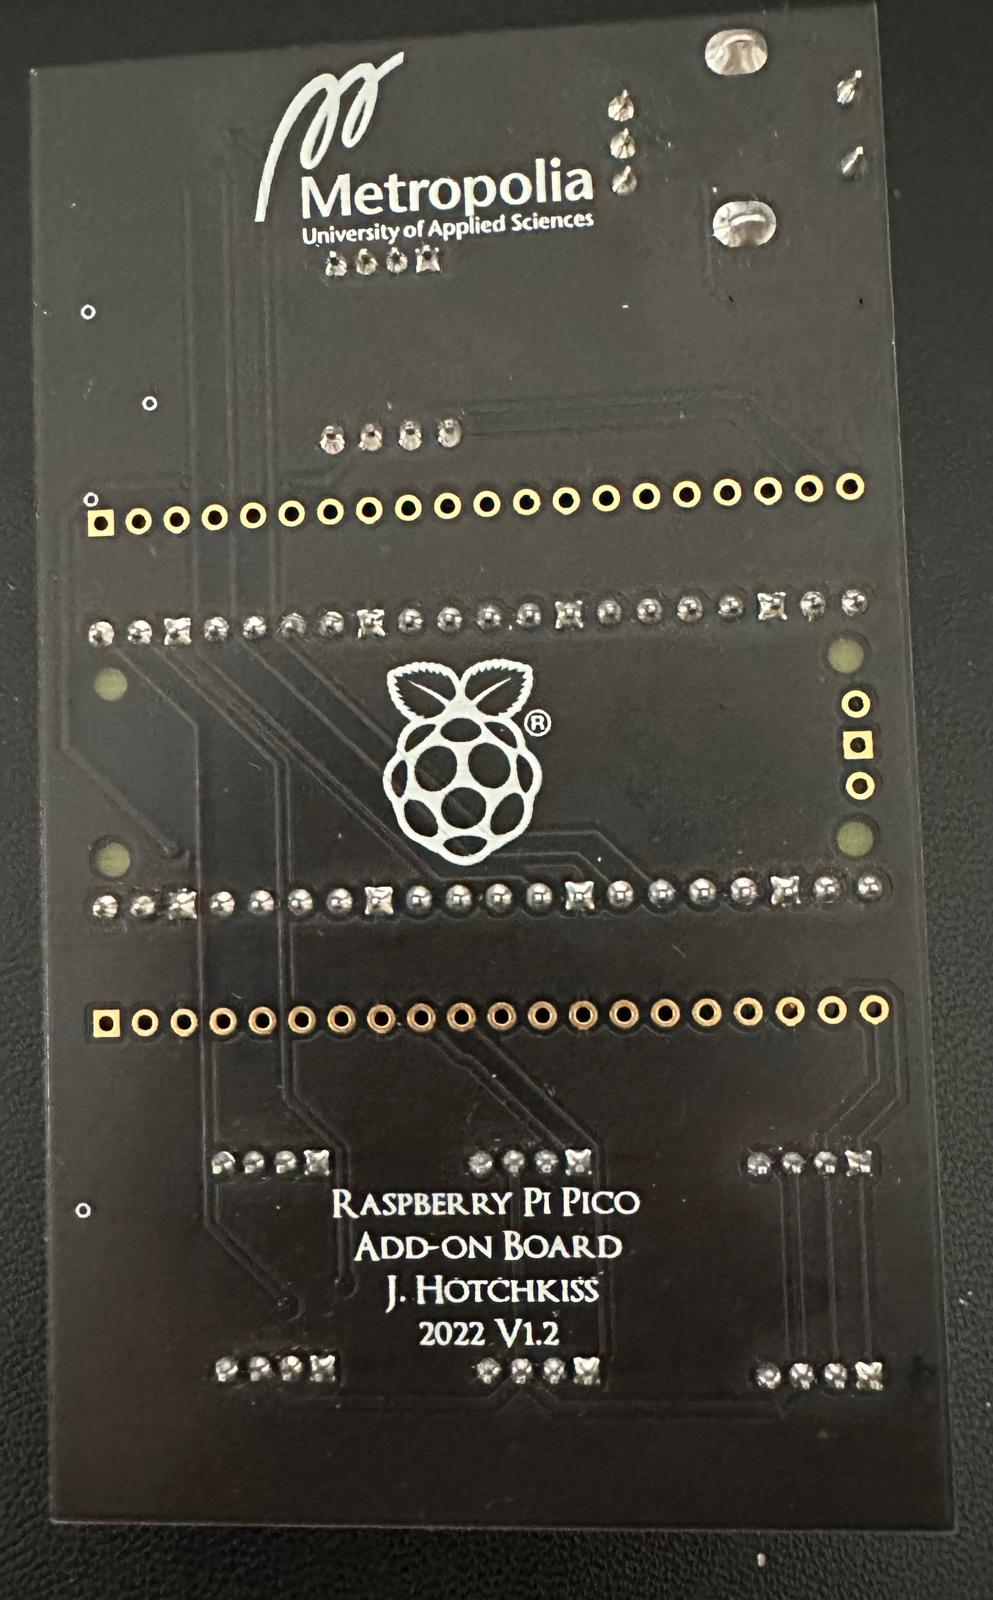 Metropolia
University of Applied Sciences
®
Raspberry Pi Pico
Add-on Board
J. Hotchkiss
2022 V1.2